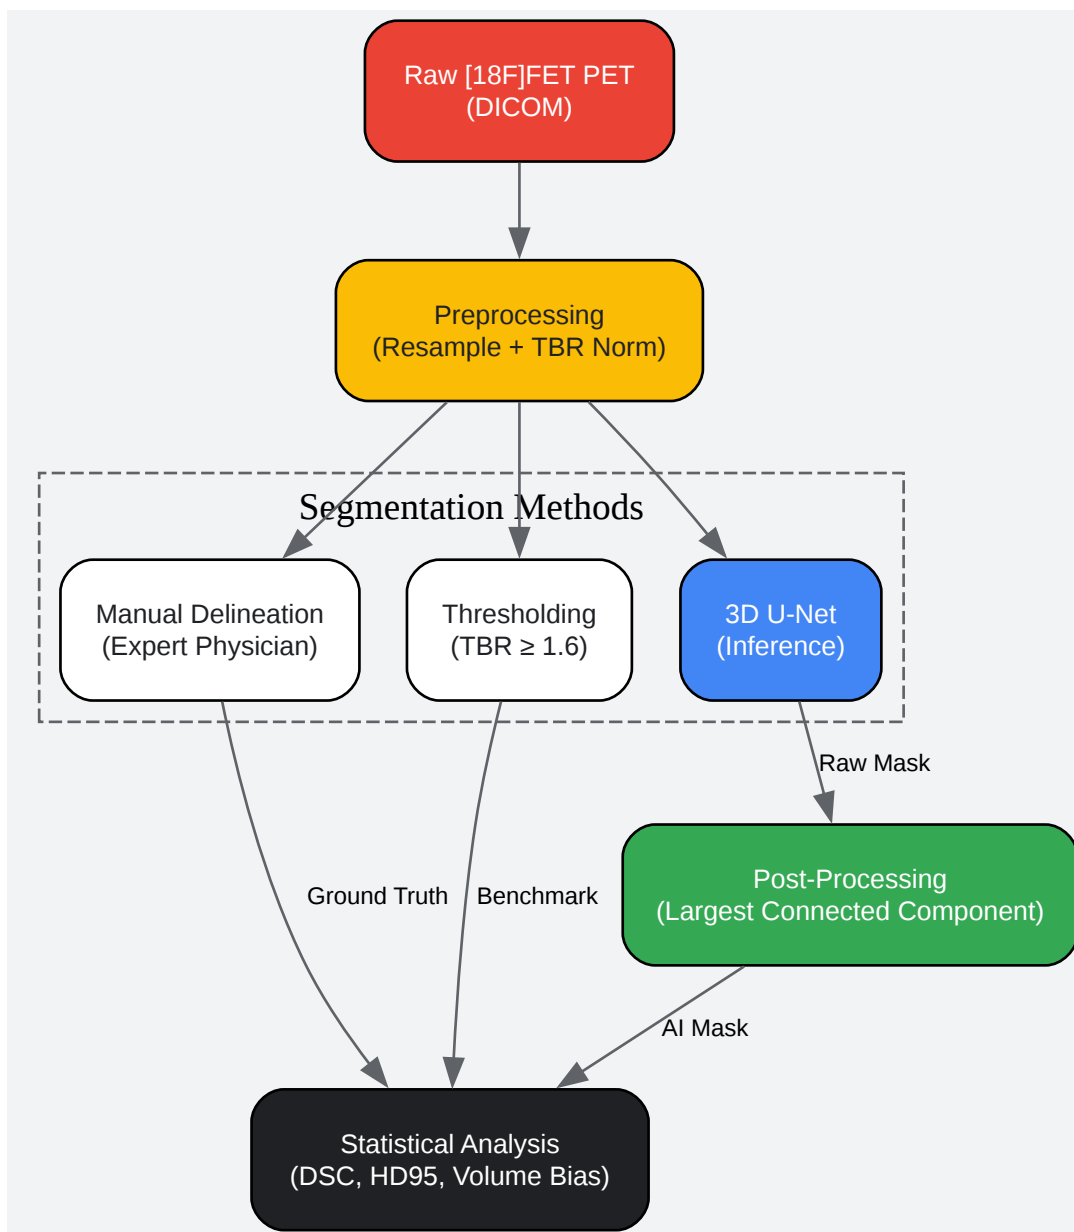 Raw [18F]FET PET
(DICOM)
Preprocessing
(Resample + TBR Norm)
Segmentation Methods
Manual Delineation
(Expert Physician)
Thresholding
(TBR ≥ 1.6)
3D U-Net
(Inference)
Raw Mask
Post-Processing
(Largest Connected Component)
Ground Truth
Benchmark
AI Mask
Statistical Analysis
(DSC, HD95, Volume Bias)